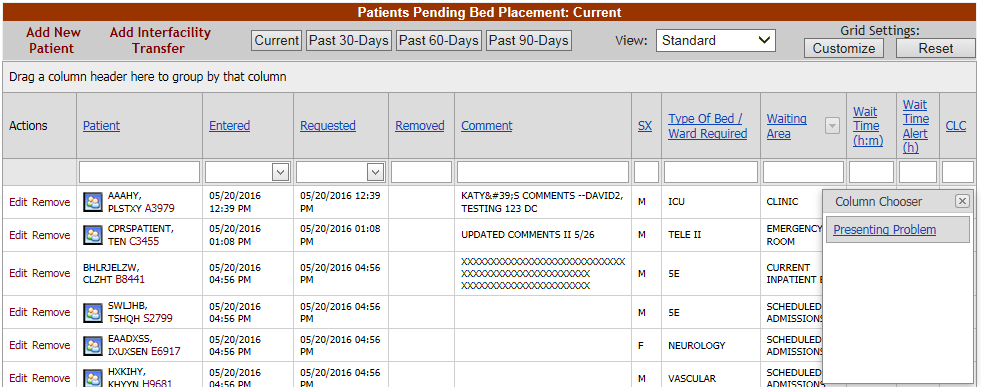 Patients Pending Bed Placement: Current
Add New Patient
Add Interfacility Transfer
Current Past 30-Days Past 60-Days Past 90-Days
View: Standard
Grid Settings:
Customize Reset
Drag a column header here to group by that column
Actions Patient Entered Requested Removed Comment SX Type Of Bed / Ward Required Waiting Area Wait Time (h:m) Wait Time Alert (h) CLC
Edit Remove AAAHY, 05/20/2016 05/20/2016 12:39 KATY&#39;S COMMENTS --DAVID2, M ICU CLINIC
PLSTXY A3979 12:39 PM PM TESTING 123 DC
Edit Remove CPRSPATIENT, 05/20/2016 05/20/2016 01:08 UPDATED COMMENTS II 5/26 M TELE II EMERGENCY
TEN C3455 01:08 PM PM ROOM
Edit Remove BHLRJELZW, 05/20/2016 05/20/2016 04:56 XXXXXXXXXXXXXXXXXXXXXXXXXXXX M 5E CURRENT
CLZHT B8441 04:56 PM PM XXXXXXXXXXXXXXXXXXXXXX INPATIENT
XXXXXXXXXXXXXXXXXXXXXX
Edit Remove SWLJHB, 05/20/2016 05/20/2016 04:56 M 5E SCHEDULED
TSHQH S2799 04:56 PM PM ADMISSIONS
Edit Remove EAADXSS, 05/20/2016 05/20/2016 04:56 F NEUROLOGY SCHEDULED
IXUXSEN E6917 04:56 PM PM ADMISSIONS
Edit Remove HXKIHY, 05/20/2016 05/20/2016 04:56 M VASCULAR SCHEDULED
KHYYN H9681 04:56 PM PM ADMISSIONS
Column Chooser
Presenting Problem